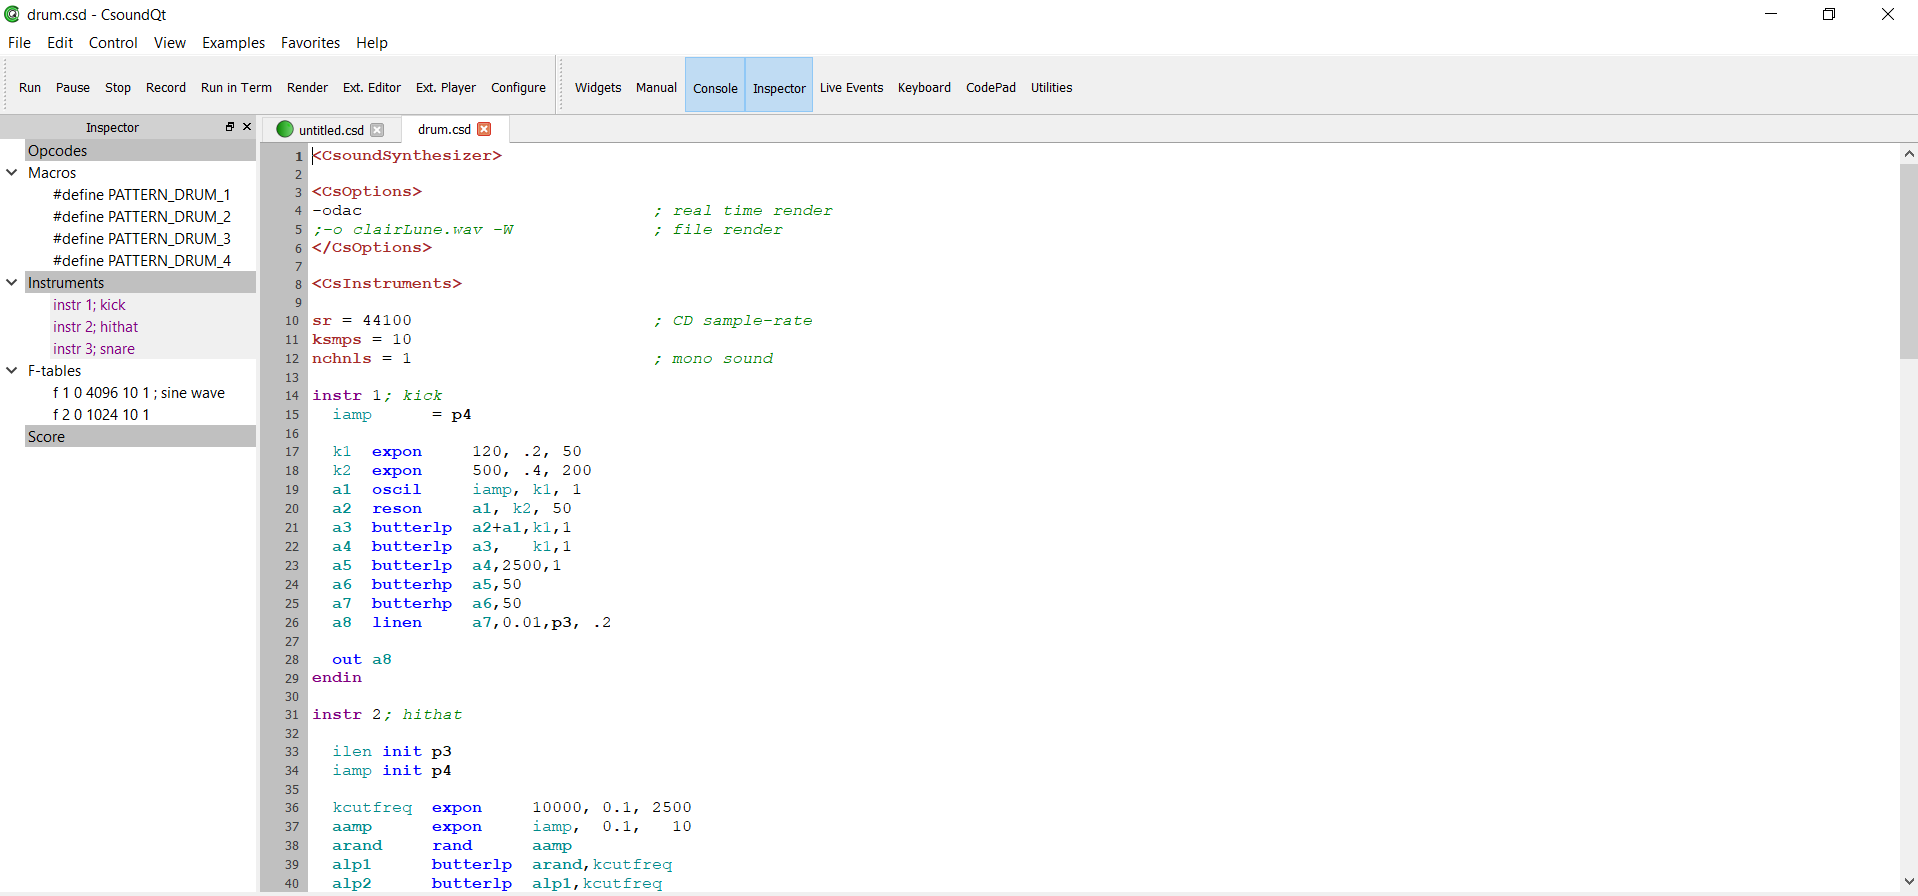 drum.csd - CsoundQt
File Edit Control View Examples Favorites Help
Run Pause Stop Record Run in Term Render Ext. Editor Ext. Player Configure Widgets Manual Console Inspector Live Events Keyboard CodePad Utilities
Inspector
Opcodes
Macros
#define PATTERN_DRUM_1
#define PATTERN_DRUM_2
#define PATTERN_DRUM_3
#define PATTERN_DRUM_4
Instruments
instr 1; kick
instr 2; hithat
instr 3; snare
F-tables
f 1 0 4096 10 1 ; sine wave
f 2 0 1024 10 1
Score
untitled.csd drum.csd
1 <CsoundSynthesizer>
2
3 <CsOptions>
4 -odac ; real time render
5 ;-o clairLune.wav -W ; file render
6 </CsOptions>
7
8 <CsInstruments>
9
10 sr = 44100 ; CD sample-rate
11 ksmps = 10
12 nchnls = 1 ; mono sound
13
14 instr 1; kick
15 iamp = p4
16
17 k1 expon 120, .2, 50
18 k2 expon 500, .4, 200
19 a1 oscil iamp, k1, 1
20 a2 reson a1, k2, 50
21 a3 butterlp a2+a1,k1,1
22 a4 butterlp a3, k1,1
23 a5 butterlp a4,2500,1
24 a6 butterhp a5,50
25 a7 butterhp a6,50
26 a8 linen a7,0.01,p3, .2
27
28 out a8
29 endin
30
31 instr 2; hithat
32
33 ilen init p3
34 iamp init p4
35
36 kcutfreq expon 10000, 0.1, 2500
37 aamp expon iamp, 0.1, 10
38 arand rand aamp
39 alp1 butterlp arand,kcutfreq
40 alp2 butterlp alp1,kcutfreq